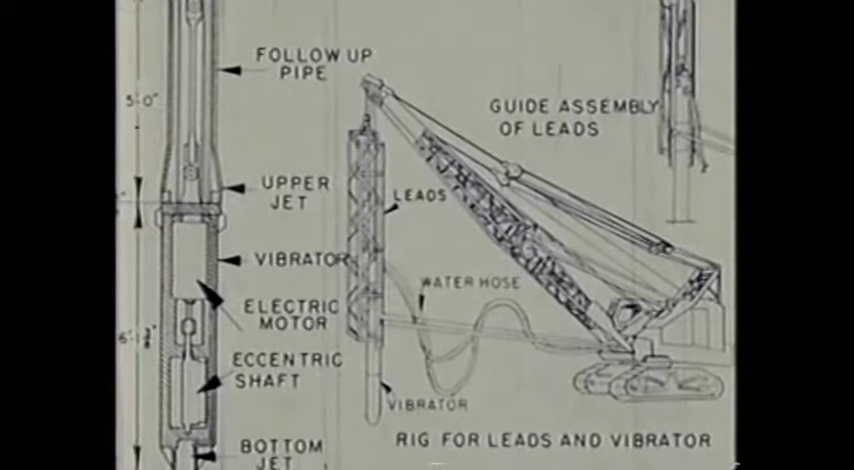 FOLLOW UP
PIPE
5'-0"
GUIDE ASSEMBLY
OF LEADS
UPPER
JET
LEADS
VIBRATOR
WATER HOSE
ELECTRIC
MOTOR
ECCENTRIC
SHAFT
VIBRATOR
RIG FOR LEADS AND VIBRATOR
BOTTOM
JET